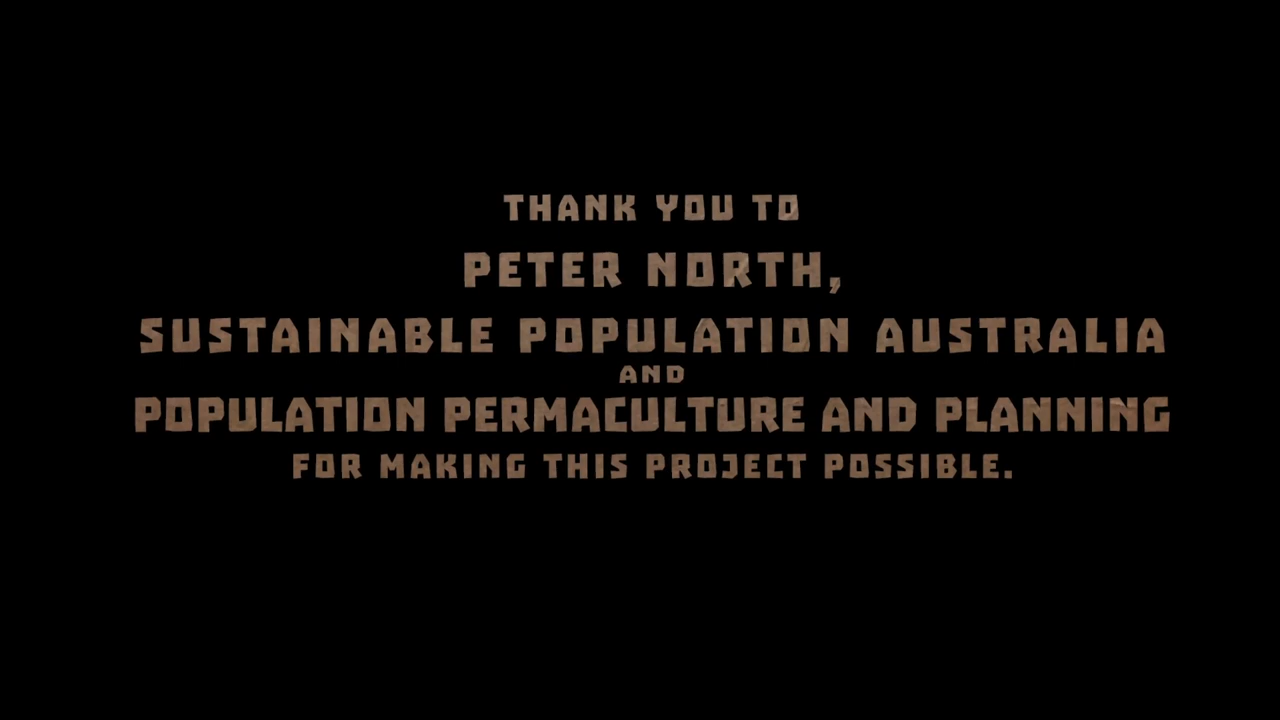 THANK YOU TO
PETER NORTH,
SUSTAINABLE POPULATION AUSTRALIA
AND
POPULATION PERMACULTURE AND PLANNING
FOR MAKING THIS PROJECT POSSIBLE.